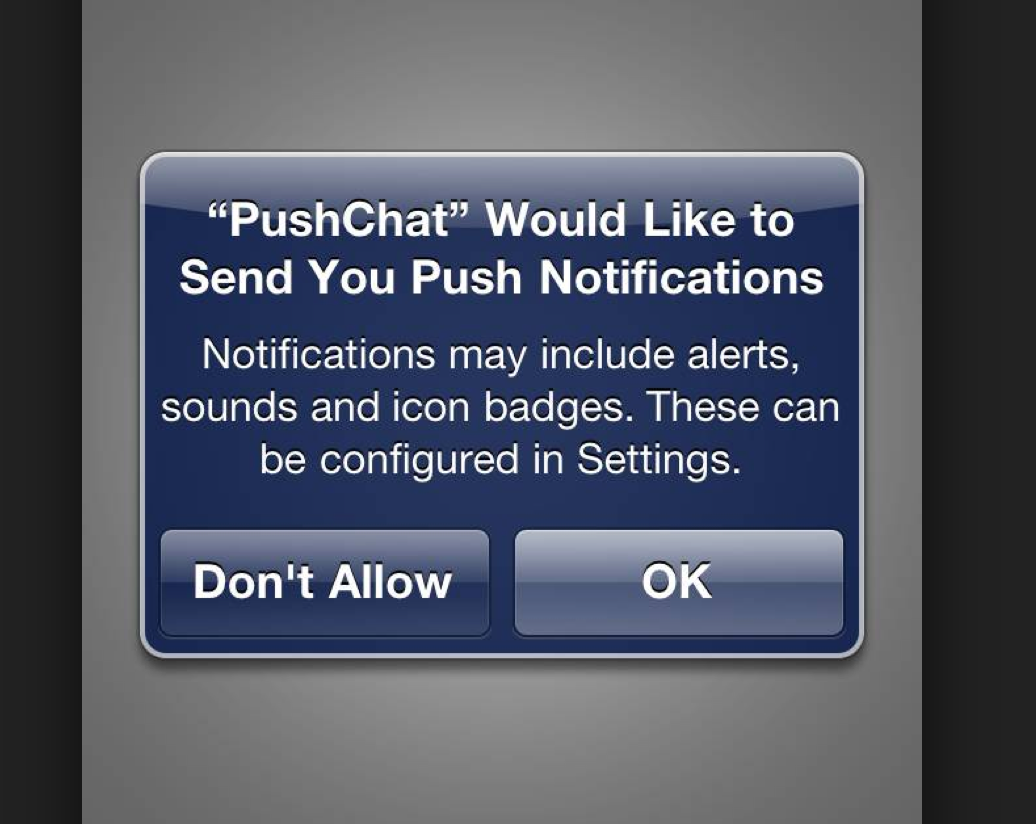 “PushChat” Would Like to
Send You Push Notifications
Notifications may include alerts,
sounds and icon badges. These can
be configured in Settings.
Don't Allow
OK